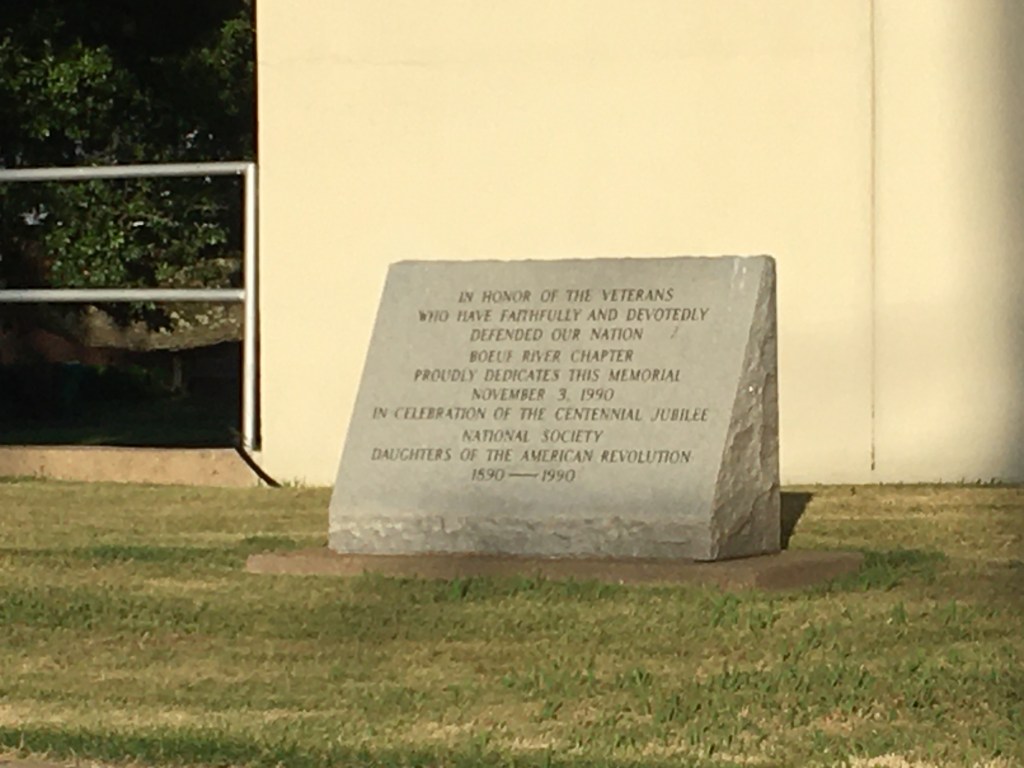 IN HONOR OF THE VETERANS
WHO HAVE FAITHFULLY AND DEVOTEDLY
DEFENDED OUR NATION
BOEUF RIVER CHAPTER
PROUDLY DEDICATES THIS MEMORIAL
NOVEMBER 3, 1990
IN CELEBRATION OF THE CENTENNIAL JUBILEE
NATIONAL SOCIETY
DAUGHTERS OF THE AMERICAN REVOLUTION
1890 — 1990